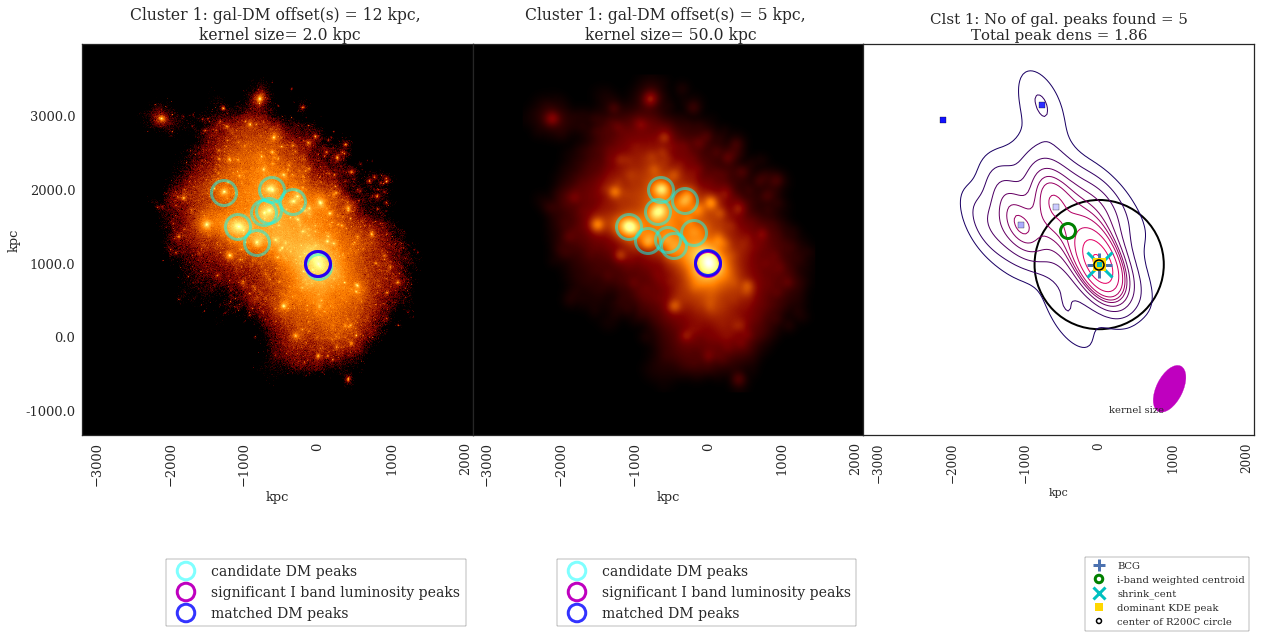 Cluster 1: gal-DM offset(s) = 12 kpc,
kernel size= 2.0 kpc
Cluster 1: gal-DM offset(s) = 5 kpc,
kernel size= 50.0 kpc
Clst 1: No of gal. peaks found = 5
Total peak dens = 1.86
3000.0
2000.0
1000.0
0.0
-1000.0
kpc
−3000
−2000
−1000
0
1000
2000
kpc
−3000
−2000
−1000
0
1000
2000
kpc
kernel size
−3000
−2000
−1000
0
1000
2000
kpc
candidate DM peaks
significant I band luminosity peaks
matched DM peaks
candidate DM peaks
significant I band luminosity peaks
matched DM peaks
BCG
i-band weighted centroid
shrink_cent
dominant KDE peak
center of R200C circle